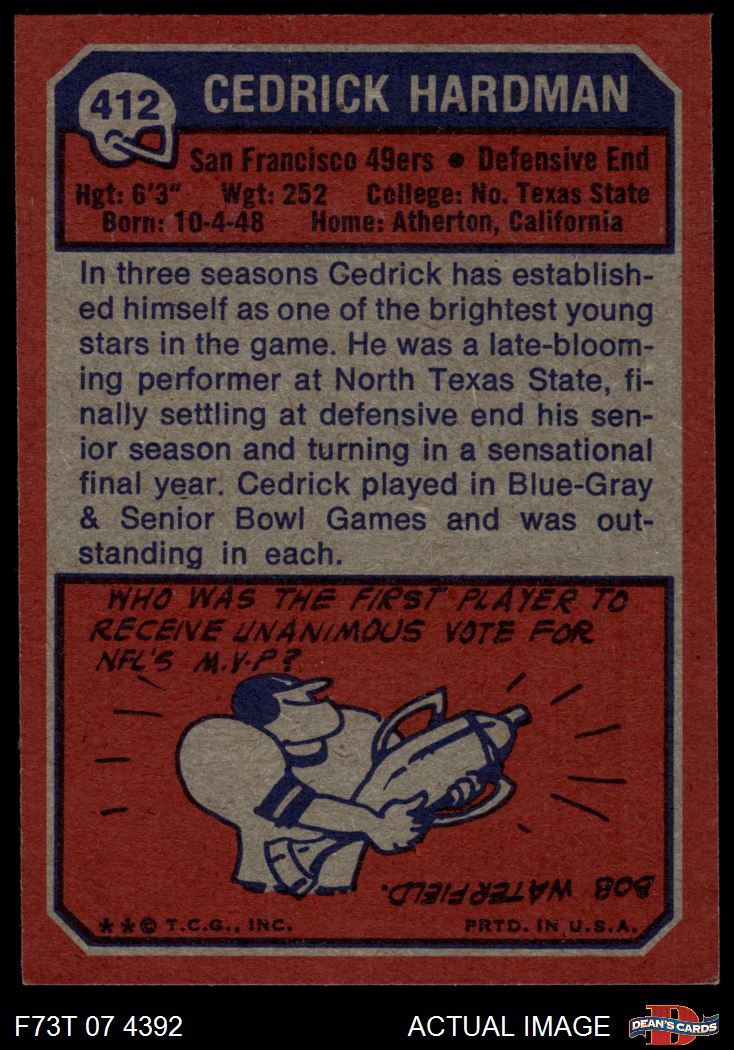 412
CEDRICK HARDMAN
San Francisco 49ers • Defensive End
Hgt: 6'3" Wgt: 252 College: No. Texas State
Born: 10-4-48 Home: Atherton, California
In three seasons Cedrick has establish-
ed himself as one of the brightest young
stars in the game. He was a late-bloom-
ing performer at North Texas State, fi-
nally settling at defensive end his sen-
ior season and turning in a sensational
final year. Cedrick played in Blue-Gray
& Senior Bowl Games and was out-
standing in each.
WHO WAS THE FIRST PLAYER TO
RECEIVE UNANIMOUS VOTE FOR
NFL'S M.V.P?
BOB WATERFIELD.
**© T.C.G., INC. PRTD. IN U.S.A.
F73T 07 4392 ACTUAL IMAGE
D
DEAN'S CARDS